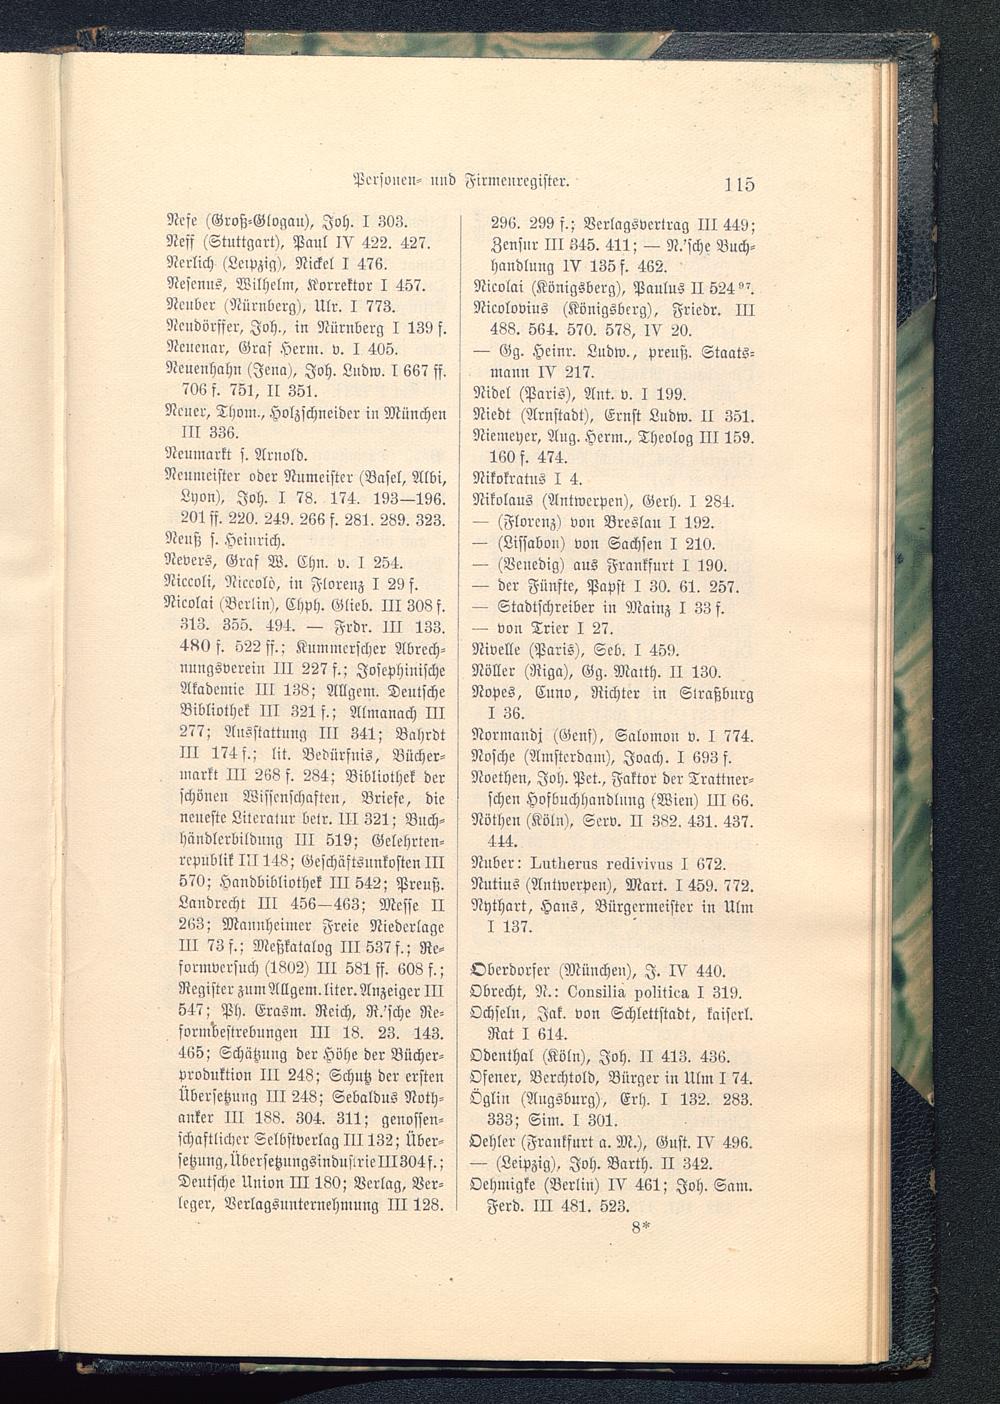 Personen- und Firmenregister. 115
Nese (Groß-Glogau), Joh. I 303.
Neff (Stuttgart), Paul IV 422. 427.
Nerlich (Leipzig), Nickel I 476.
Nesenus, Wilhelm, Korrektor I 457.
Neuber (Nürnberg), Ulr. I 773.
Neudörffer, Joh., in Nürnberg I 139 f.
Neuenar, Graf Herm. v. I 405.
Neuenhahn (Jena), Joh. Ludw. I 667 ff.
706 f. 751, II 351.
Neuer, Thom., Holzschneider in München
III 336.
Neumarkt s. Arnold.
Neumeister oder Numeister (Basel, Albi,
Lyon), Joh. I 78. 174. 193—196.
201 ff. 220. 249. 266 f. 281. 289. 323.
Neuß s. Heinrich.
Nevers, Graf W. Chn. v. I 254.
Niccoli, Niccolò, in Florenz I 29 f.
Nicolai (Berlin), Chph. Glieb. III 308 f.
313. 355. 494. — Frdr. III 133.
480 f. 522 ff.; Kummerscher Abrech-
nungsverein III 227 f.; Josephinische
Akademie III 138; Allgem. Deutsche
Bibliothek III 321 f.; Almanach III
277; Ausstattung III 341; Bahrdt
III 174 f.; lit. Bedürfnis, Bücher-
markt III 268 f. 284; Bibliothek der
schönen Wissenschaften, Briefe, die
neueste Literatur betr. III 321; Buch-
händlerbildung III 519; Gelehrten-
republik III 148; Geschäftsunkosten III
570; Handbibliothek III 542; Preuß.
Landrecht III 456—463; Messe II
263; Mannheimer Freie Niederlage
III 73 f.; Meßkatalog III 537 f.; Re-
formversuch (1802) III 581 ff. 608 f.;
Register zum Allgem. liter. Anzeiger III
547; Ph. Erasm. Reich, N.'sche Re-
formbestrebungen III 18. 23. 143.
465; Schätzung der Höhe der Bücher-
produktion III 248; Schutz der ersten
Übersetzung III 248; Sebaldus Noth-
anker III 188. 304. 311; genossen-
schaftlicher Selbstverlag III 132; Über-
setzung, Übersetzungsindustrie III 304 f.;
Deutsche Union III 180; Verlag, Ver-
leger, Verlagsunternehmung III 128.
296. 299 f.; Verlagsvertrag III 449;
Zensur III 345. 411; — N.'sche Buch-
handlung IV 135 f. 462.
Nicolai (Königsberg), Paulus II 524⁹⁷.
Nicolovius (Königsberg), Friedr. III
488. 564. 570. 578, IV 20.
— Gg. Heinr. Ludw., preuß. Staats-
mann IV 217.
Nidel (Paris), Ant. v. I 199.
Niedt (Arnstadt), Ernst Ludw. II 351.
Niemeyer, Aug. Herm., Theolog III 159.
160 f. 474.
Nikokratus I 4.
Nikolaus (Antwerpen), Gerh. I 284.
— (Florenz) von Breslau I 192.
— (Lissabon) von Sachsen I 210.
— (Venedig) aus Frankfurt I 190.
— der Fünfte, Papst I 30. 61. 257.
— Stadtschreiber in Mainz I 33 f.
— von Trier I 27.
Nivelle (Paris), Seb. I 459.
Nöller (Riga), Gg. Matth. II 130.
Nopes, Cuno, Richter in Straßburg
I 36.
Normandj (Genf), Salomon v. I 774.
Nosche (Amsterdam), Joach. I 693 f.
Noethen, Joh. Pet., Faktor der Trattner-
schen Hofbuchhandlung (Wien) III 66.
Nöthen (Köln), Serv. II 382. 431. 437.
444.
Nuber: Lutherus redivivus I 672.
Nutius (Antwerpen), Mart. I 459. 772.
Nythart, Hans, Bürgermeister in Ulm
I 137.
Oberdorfer (München), J. IV 440.
Obrecht, N.: Consilia politica I 319.
Ochseln, Jak. von Schlettstadt, kaiserl.
Rat I 614.
Odenthal (Köln), Joh. II 413. 436.
Ofener, Berchtold, Bürger in Ulm I 74.
Öglin (Augsburg), Erh. I 132. 283.
333; Sim. I 301.
Oehler (Frankfurt a. M.), Gust. IV 496.
— (Leipzig), Joh. Barth. II 342.
Oehmigke (Berlin) IV 461; Joh. Sam.
Ferd. III 481. 523.
8*